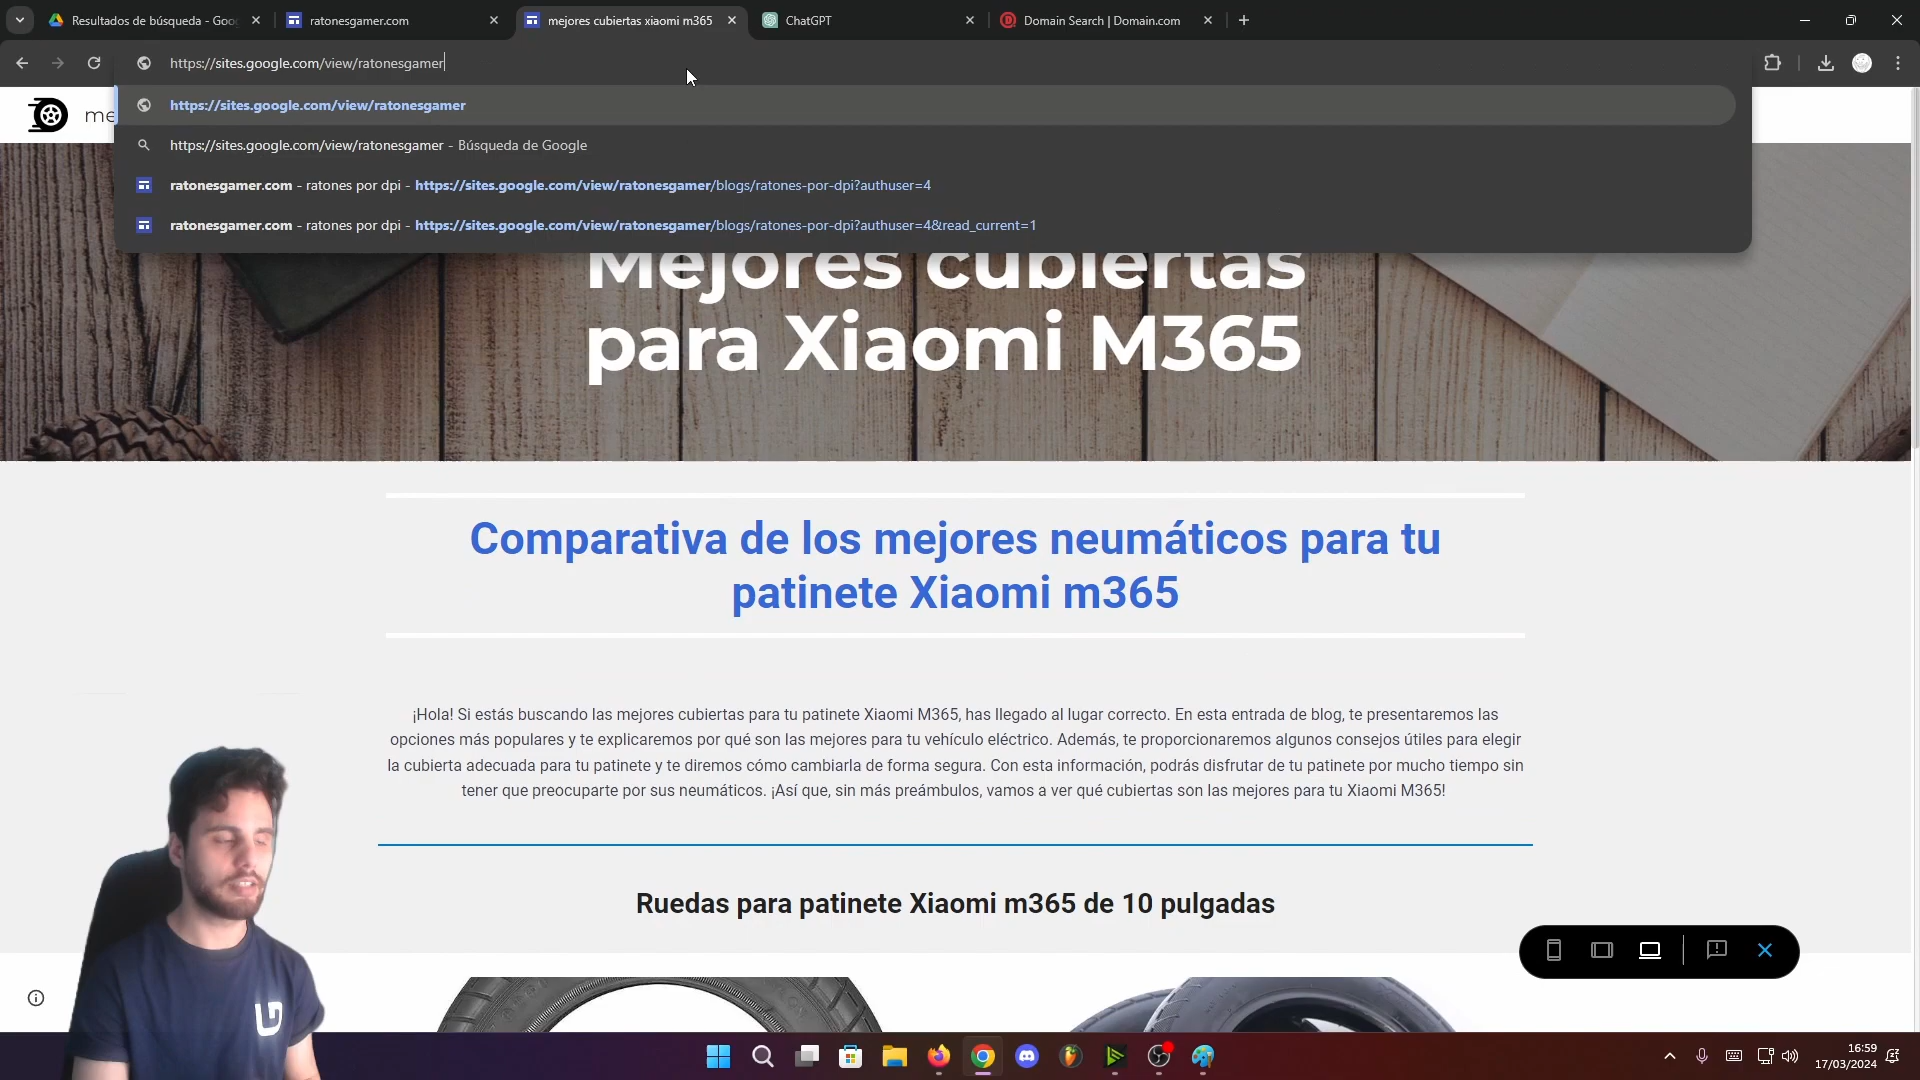 Resultados de búsqueda - Goo
ratonesgamer.com
mejores cubiertas xiaomi m365
ChatGPT
Domain Search | Domain.com
https://sites.google.com/view/ratonesgamer
https://sites.google.com/view/ratonesgamer
https://sites.google.com/view/ratonesgamer - Búsqueda de Google
ratonesgamer.com - ratones por dpi - https://sites.google.com/view/ratonesgamer/blogs/ratones-por-dpi?authuser=4
ratonesgamer.com - ratones por dpi - https://sites.google.com/view/ratonesgamer/blogs/ratones-por-dpi?authuser=4&read_current=1
me
Mejores cubiertas
para Xiaomi M365
Comparativa de los mejores neumáticos para tu
patinete Xiaomi m365
¡Hola! Si estás buscando las mejores cubiertas para tu patinete Xiaomi M365, has llegado al lugar correcto. En esta entrada de blog, te presentaremos las
opciones más populares y te explicaremos por qué son las mejores para tu vehículo eléctrico. Además, te proporcionaremos algunos consejos útiles para elegir
la cubierta adecuada para tu patinete y te diremos cómo cambiarla de forma segura. Con esta información, podrás disfrutar de tu patinete por mucho tiempo sin
tener que preocuparte por sus neumáticos. ¡Así que, sin más preámbulos, vamos a ver qué cubiertas son las mejores para tu Xiaomi M365!
Ruedas para patinete Xiaomi m365 de 10 pulgadas
16:59
17/03/2024